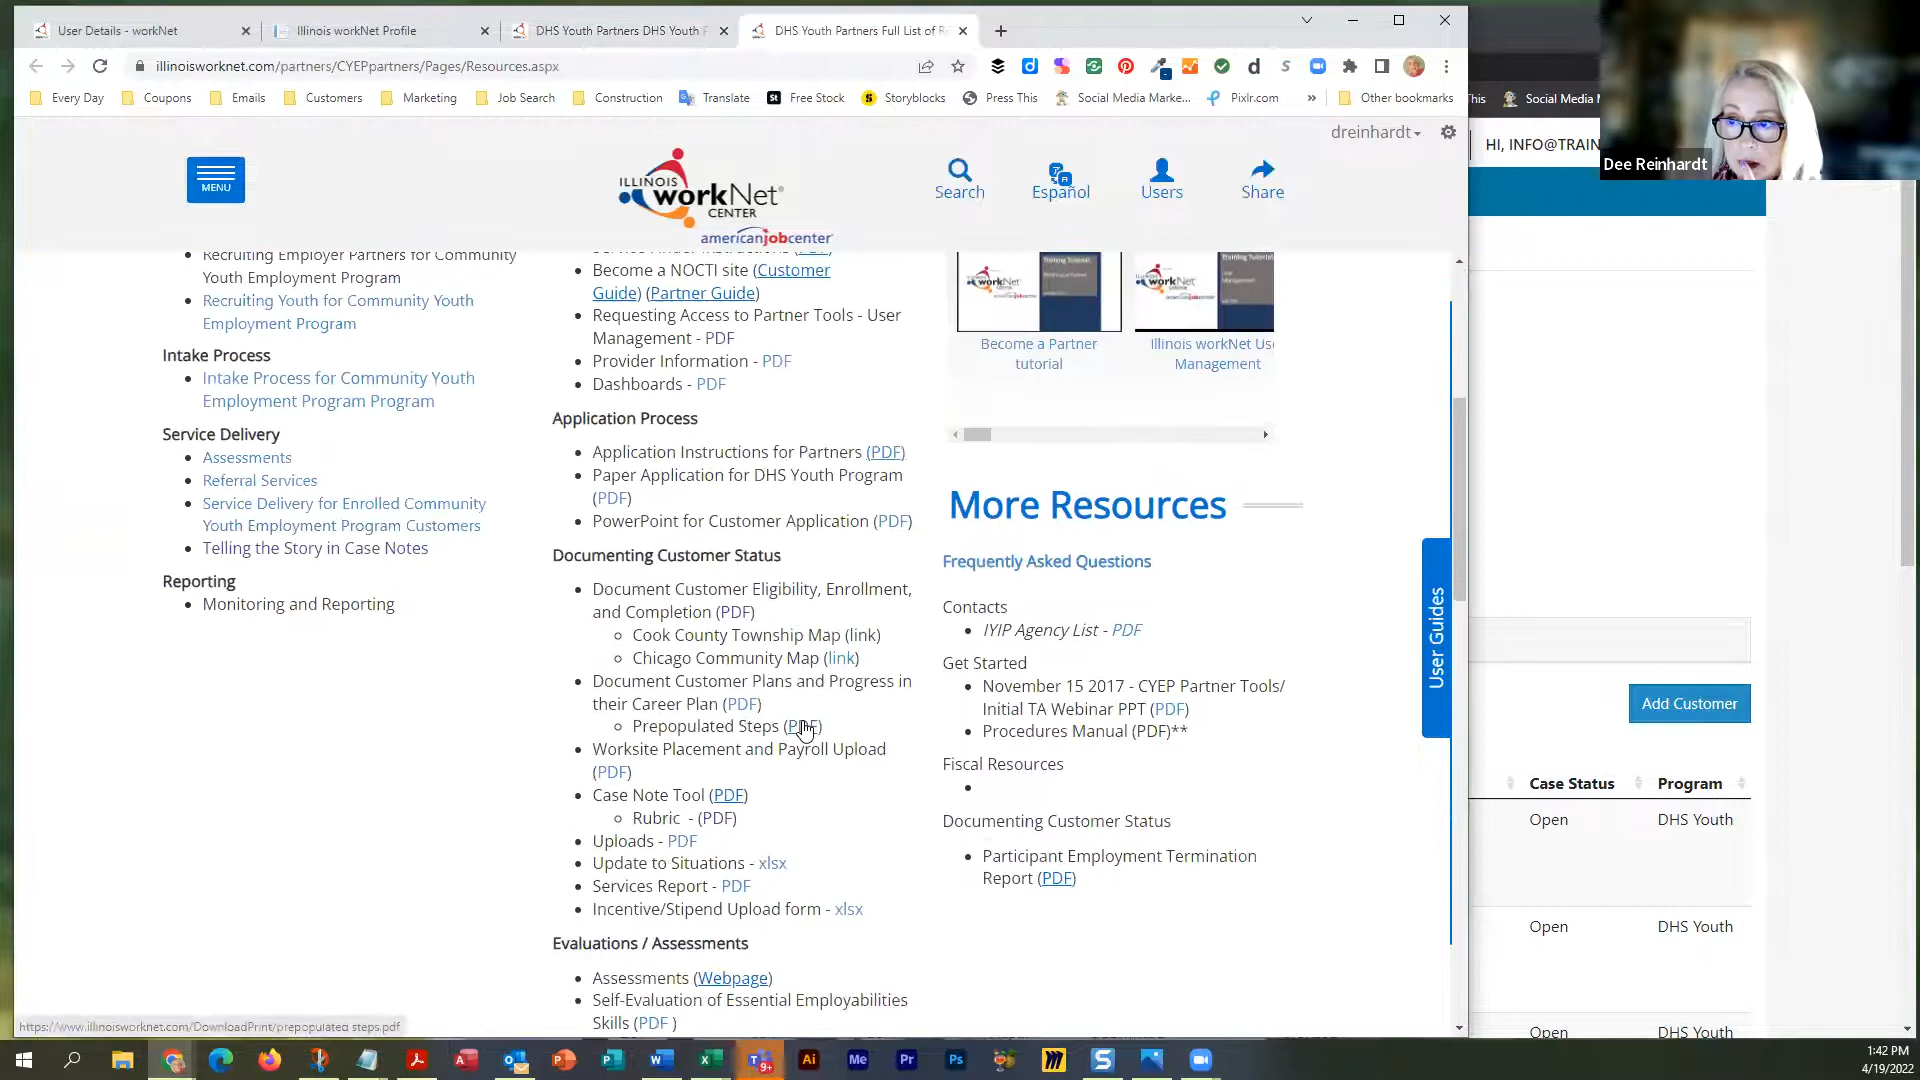 User Details - workNet
Illinois workNet Profile
DHS Youth Partners DHS Youth
DHS Youth Partners Full List of
illinoisworknet.com/partners/CYEPpartners/Pages/Resources.aspx
Every Day
Coupons
Emails
Customers
Marketing
Job Search
Construction
Translate
Free Stock
Storyblocks
Press This
Social Media Marke...
Pixlr.com
Other bookmarks
his
Social Media
dreinhardt
HI, INFO@TRAIN
Dee Reinhardt
MENU
ILLINOIS
workNet
CENTER
americanjobcenter
Search
Español
Users
Share
Recruiting Employer Partners for Community
Youth Employment Program
Recruiting Youth for Community Youth
Employment Program
Intake Process
Intake Process for Community Youth
Employment Program Program
Service Delivery
Assessments
Referral Services
Service Delivery for Enrolled Community
Youth Employment Program Customers
Telling the Story in Case Notes
Reporting
Monitoring and Reporting
Become a NOCTI site (Customer
Guide) (Partner Guide)
Requesting Access to Partner Tools - User
Management - PDF
Provider Information - PDF
Dashboards - PDF
Application Process
Application Instructions for Partners (PDF)
Paper Application for DHS Youth Program
(PDF)
PowerPoint for Customer Application (PDF)
Documenting Customer Status
Document Customer Eligibility, Enrollment,
and Completion (PDF)
Cook County Township Map (link)
Chicago Community Map (link)
Document Customer Plans and Progress in
their Career Plan (PDF)
Prepopulated Steps (PDF)
Worksite Placement and Payroll Upload
(PDF)
Case Note Tool (PDF)
Rubric - (PDF)
Uploads - PDF
Update to Situations - xlsx
Services Report - PDF
Incentive/Stipend Upload form - xlsx
Evaluations / Assessments
Assessments (Webpage)
Self-Evaluation of Essential Employabilities
Skills (PDF )
Become a Partner
tutorial
Illinois workNet Use
Management
More Resources
Frequently Asked Questions
Contacts
IYIP Agency List - PDF
Get Started
November 15 2017 - CYEP Partner Tools/
Initial TA Webinar PPT (PDF)
Procedures Manual (PDF)**
Fiscal Resources
Documenting Customer Status
Participant Employment Termination
Report (PDF)
User Guides
Add Customer
Case Status
Program
Open
DHS Youth
Open
DHS Youth
Open
DHS Youth
https://www.illinoisworknet.com/DownloadPrint/prepopulated steps.pdf
1:42 PM
4/19/2022